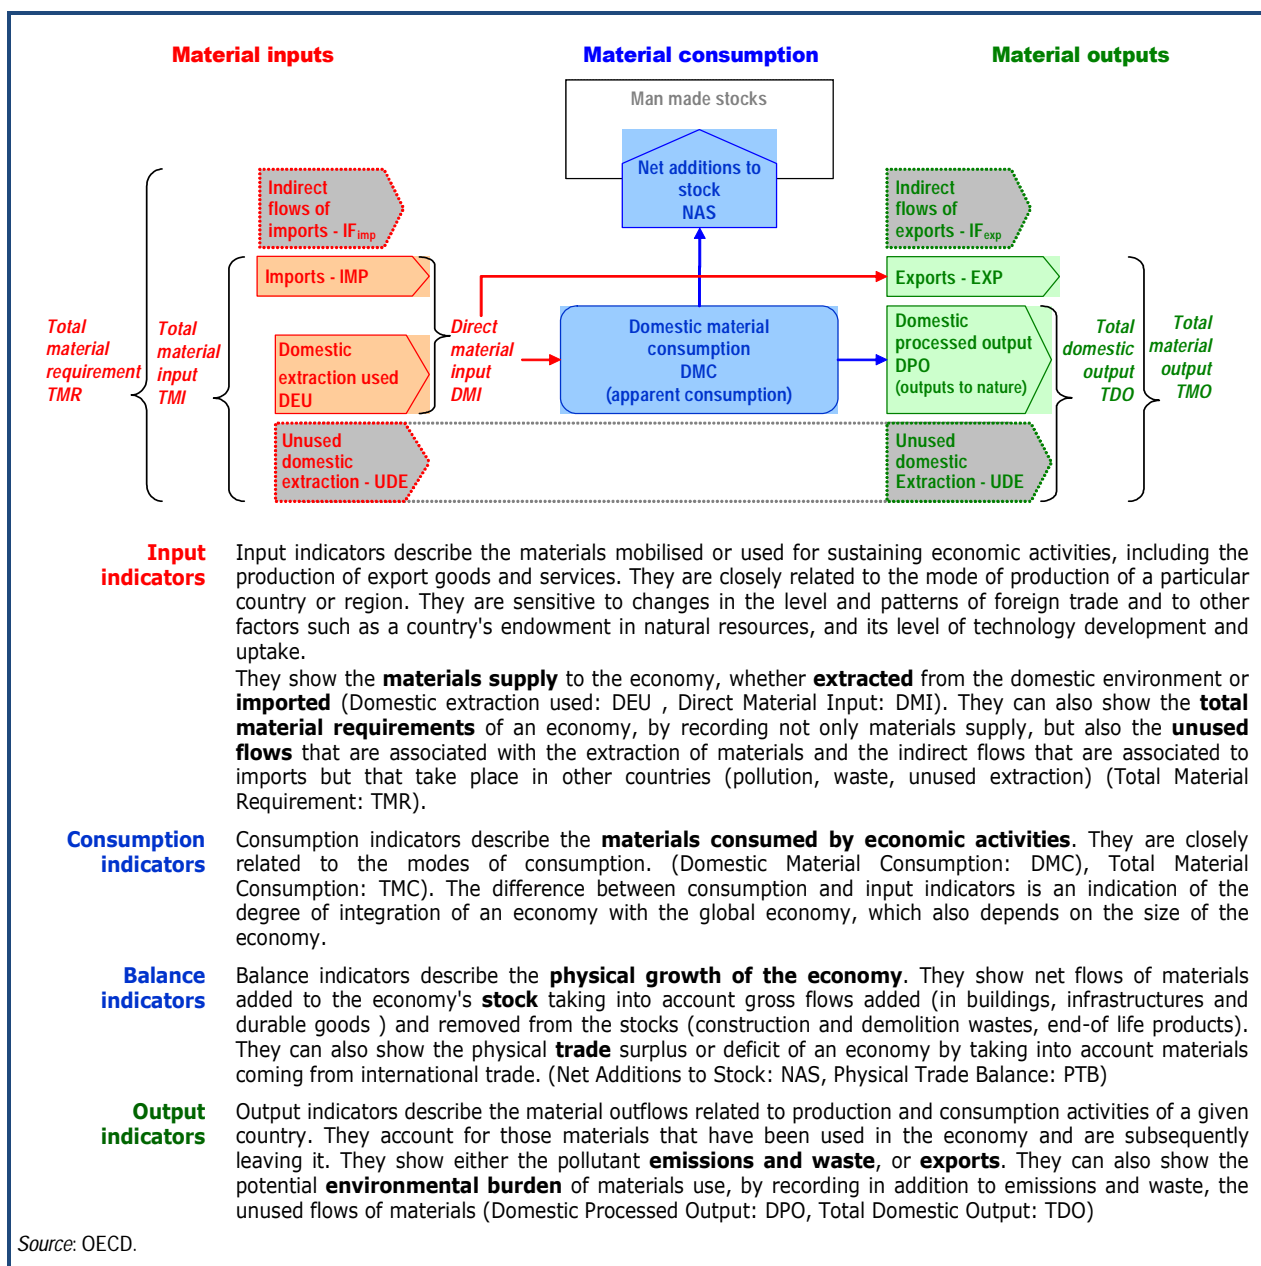 Material inputs
Material consumption
Material outputs
Man made stocks
Net additions to
stock
NAS
Indirect
flows of
imports - IFimp
Indirect
flows of
exports - IFexp
Imports - IMP
Exports - EXP
Total
material
requirement
TMR
Total
material
input
TMI
Domestic
extraction used
DEU
Direct
material
input
DMI
Domestic material
consumption
DMC
(apparent consumption)
Domestic
processed output
DPO
(outputs to nature)
Total
domestic
output
TDO
Total
material
output
TMO
Unused
domestic
extraction - UDE
Unused
domestic
Extraction - UDE
Input
indicators
Input indicators describe the materials mobilised or used for sustaining economic activities, including the
production of export goods and services. They are closely related to the mode of production of a particular
country or region. They are sensitive to changes in the level and patterns of foreign trade and to other
factors such as a country's endowment in natural resources, and its level of technology development and
uptake.
They show the materials supply to the economy, whether extracted from the domestic environment or
imported (Domestic extraction used: DEU , Direct Material Input: DMI). They can also show the total
material requirements of an economy, by recording not only materials supply, but also the unused
flows that are associated with the extraction of materials and the indirect flows that are associated to
imports but that take place in other countries (pollution, waste, unused extraction) (Total Material
Requirement: TMR).
Consumption
indicators
Consumption indicators describe the materials consumed by economic activities. They are closely
related to the modes of consumption. (Domestic Material Consumption: DMC), Total Material
Consumption: TMC). The difference between consumption and input indicators is an indication of the
degree of integration of an economy with the global economy, which also depends on the size of the
economy.
Balance
indicators
Balance indicators describe the physical growth of the economy. They show net flows of materials
added to the economy's stock taking into account gross flows added (in buildings, infrastructures and
durable goods ) and removed from the stocks (construction and demolition wastes, end-of life products).
They can also show the physical trade surplus or deficit of an economy by taking into account materials
coming from international trade. (Net Additions to Stock: NAS, Physical Trade Balance: PTB)
Output
indicators
Output indicators describe the material outflows related to production and consumption activities of a given
country. They account for those materials that have been used in the economy and are subsequently
leaving it. They show either the pollutant emissions and waste, or exports. They can also show the
potential environmental burden of materials use, by recording in addition to emissions and waste, the
unused flows of materials (Domestic Processed Output: DPO, Total Domestic Output: TDO)
Source: OECD.